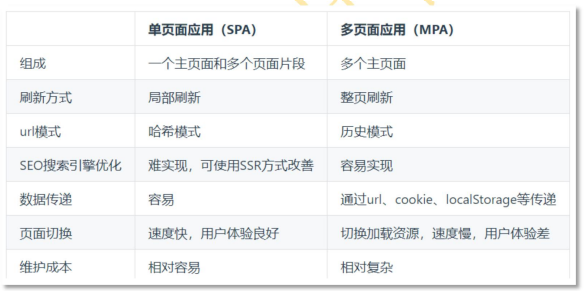 单页面应用（SPA） 多页面应用（MPA）
组成 一个主页面和多个页面片段 多个主页面
刷新方式 局部刷新 整页刷新
url模式 哈希模式 历史模式
SEO搜索引擎优化 难实现，可使用SSR方式改善 容易实现
数据传递 容易 通过url、cookie、localStorage等传递
页面切换 速度快，用户体验良好 切换加载资源，速度慢，用户体验差
维护成本 相对容易 相对复杂